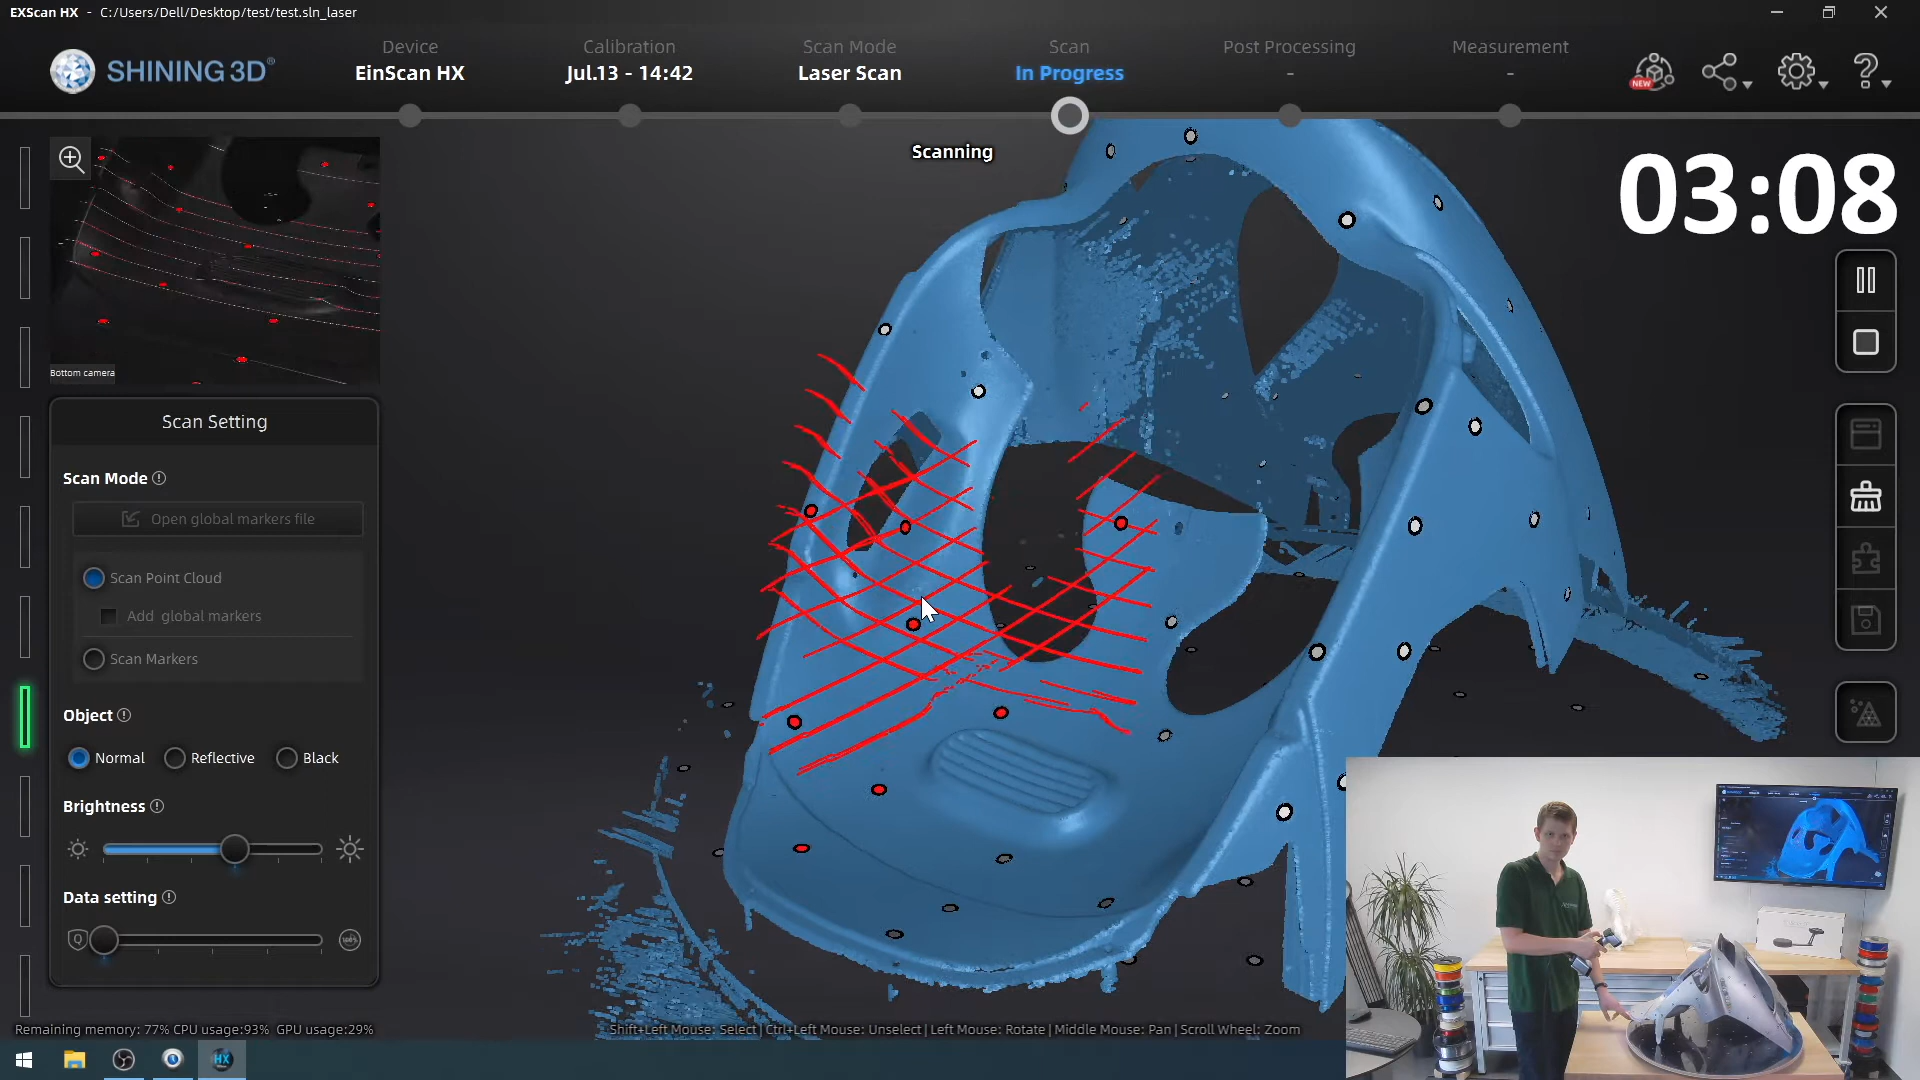 EXScan HX - C:/Users/Dell/Desktop/test/test.sln_laser
SHINING 3D®
Device
EinScan HX
Calibration
Jul.13 - 14:42
Scan Mode
Laser Scan
Scan
In Progress
Post Processing
-
Measurement
-
NEW
Scanning
03:08
Bottom camera
Scan Setting
Scan Mode
Open global markers file
Scan Point Cloud
Add global markers
Scan Markers
Object
Normal
Reflective
Black
Brightness
Data setting
100%
Remaining memory: 77% CPU usage:93% GPU usage:29%
Shift+Left Mouse: Select | Ctrl+Left Mouse: Unselect | Left Mouse: Rotate | Middle Mouse: Pan | Scroll Wheel: Zoom
HX
SHINING3D